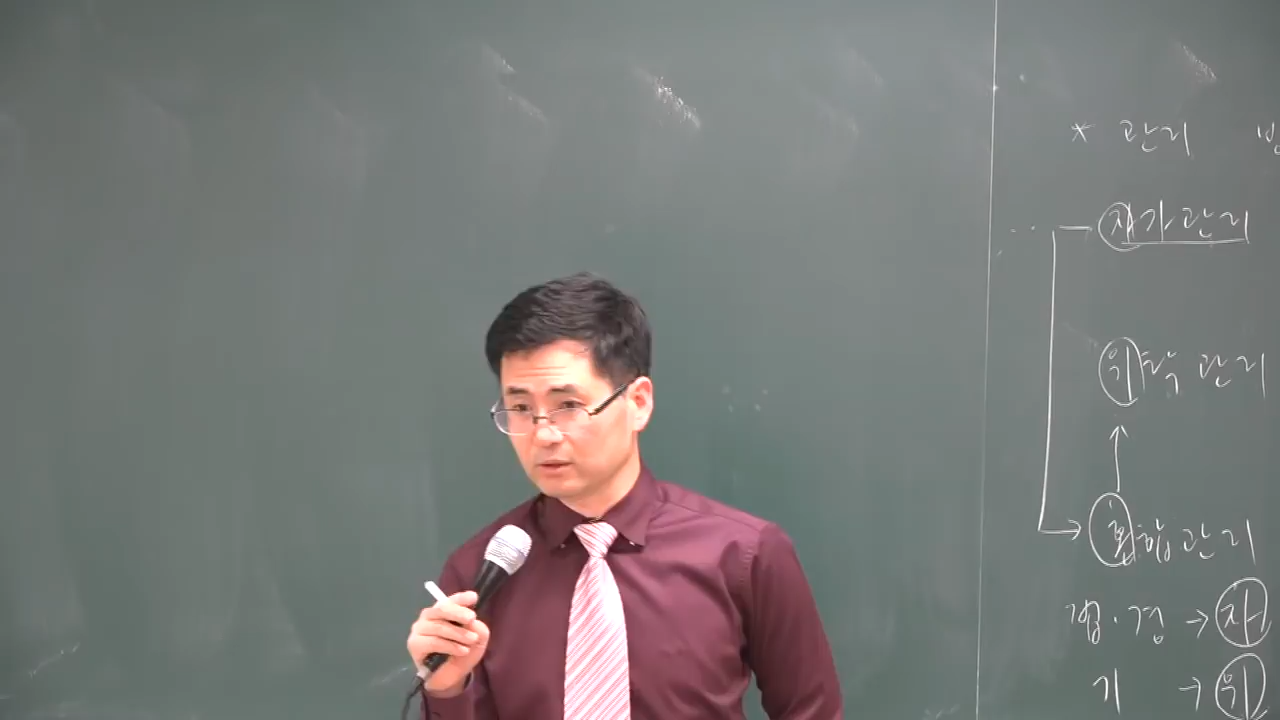 * 관리 방
자가관리
위탁관리
혼합관리
법·경 → 자
기 → 위